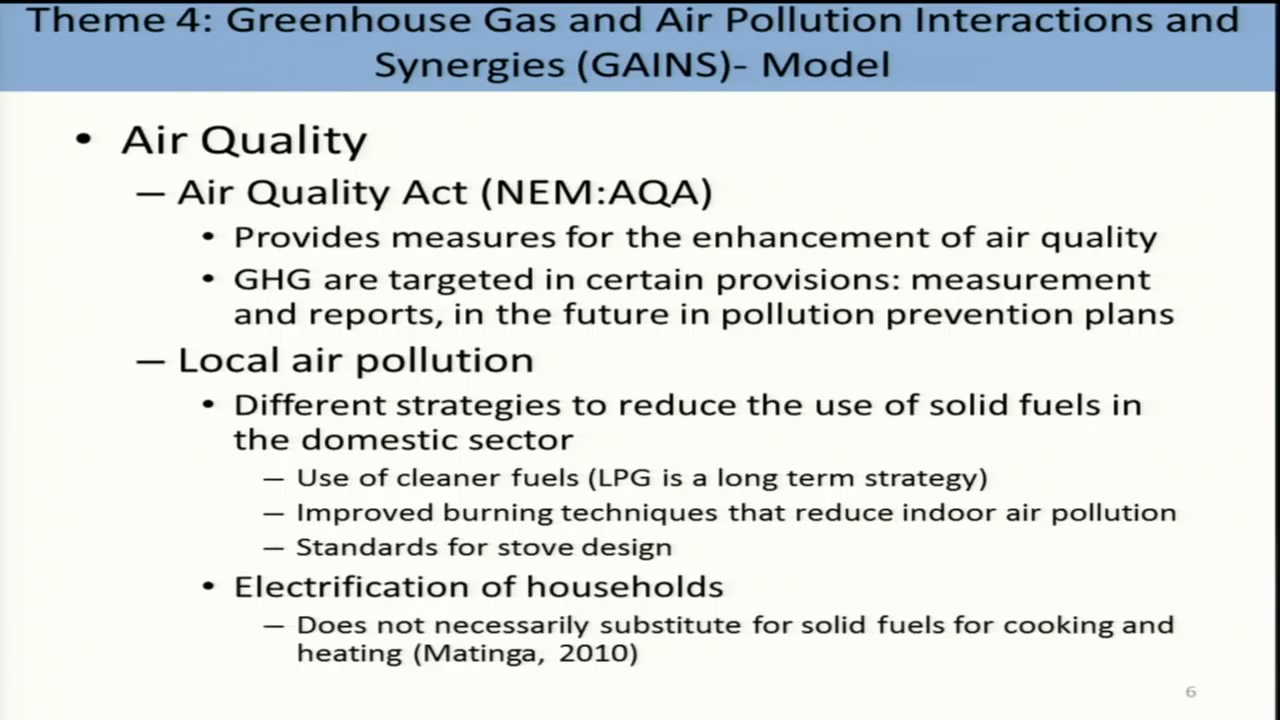 Theme 4: Greenhouse Gas and Air Pollution Interactions and
Synergies (GAINS)- Model
• Air Quality
– Air Quality Act (NEM:AQA)
• Provides measures for the enhancement of air quality
• GHG are targeted in certain provisions: measurement
and reports, in the future in pollution prevention plans
– Local air pollution
• Different strategies to reduce the use of solid fuels in
the domestic sector
– Use of cleaner fuels (LPG is a long term strategy)
– Improved burning techniques that reduce indoor air pollution
– Standards for stove design
• Electrification of households
– Does not necessarily substitute for solid fuels for cooking and
heating (Matinga, 2010)
6